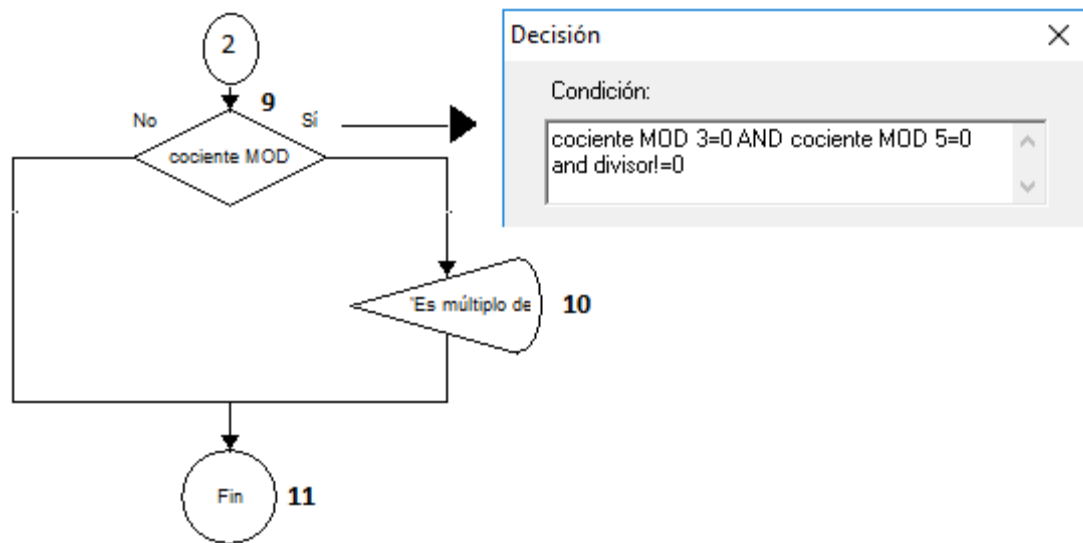 2
9
No
Sí
cociente MOD
"Es múltiplo de
10
Fin
11
Decisión
Condición:
cociente MOD 3=0 AND cociente MOD 5=0
and divisor!=0